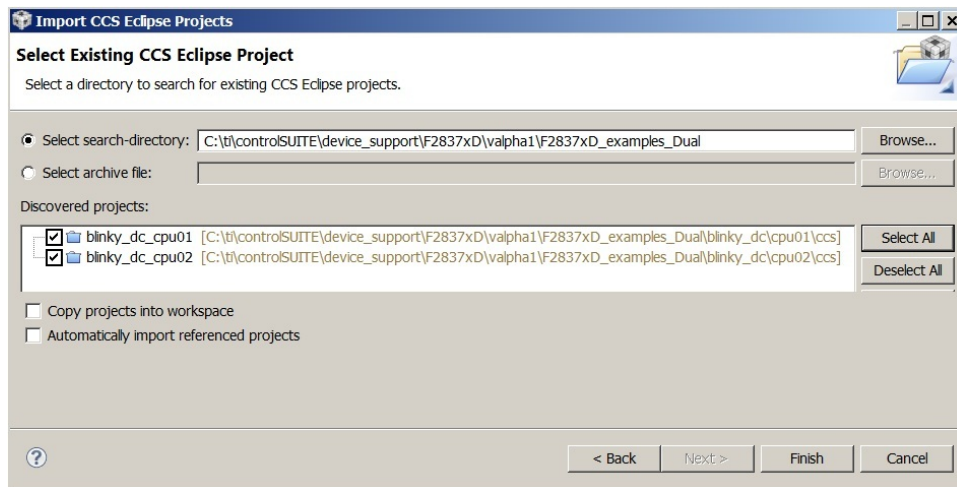 Import CCS Eclipse Projects
Select Existing CCS Eclipse Project
Select a directory to search for existing CCS Eclipse projects.
Select search-directory: C:\ti\controlSUITE\device_support\F2837xD\valpha1\F2837xD_examples_Dual Browse...
Select archive file: Browse...
Discovered projects:
blinky_dc_cpu01 [C:\ti\controlSUITE\device_support\F2837xD\valpha1\F2837xD_examples_Dual\blinky_dc\cpu01\ccs] Select All
blinky_dc_cpu02 [C:\ti\controlSUITE\device_support\F2837xD\valpha1\F2837xD_examples_Dual\blinky_dc\cpu02\ccs]
Deselect All
Copy projects into workspace
Automatically import referenced projects
? < Back Next > Finish Cancel